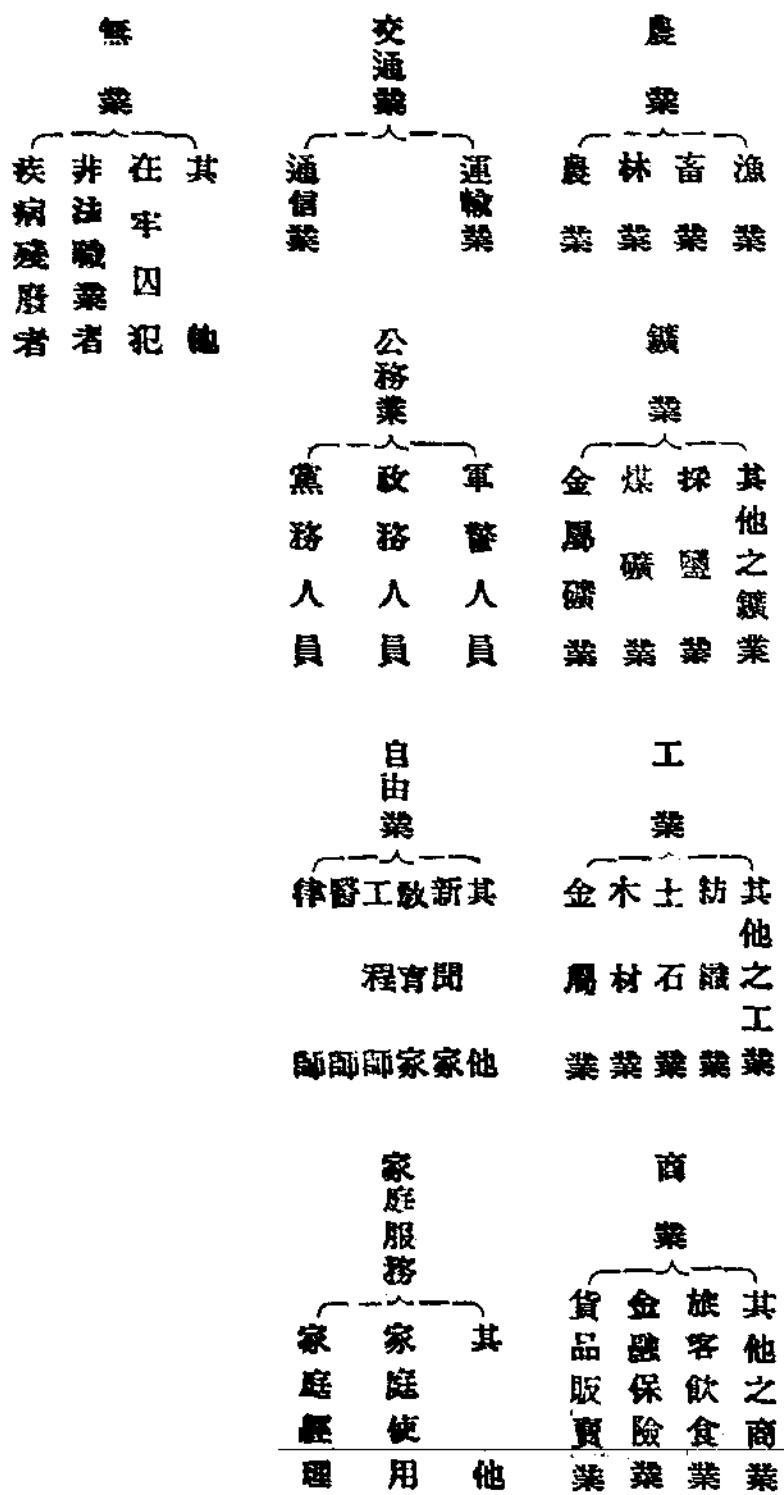 農業
漁業
畜業
林業
農業
鑛業
其他之鑛業
採鹽業
煤礦業
金屬礦業
工業
其他之工業
紡織業
土石業
木材業
金屬業
商業
其他之商業
旅客飲食業
金融保險業
貨品販賣業
交通業
運輸業
通信業
公務業
軍警人員
政務人員
黨務人員
自由業
其他
新聞家
教育家
工程師
醫師
律師
家庭服務
其他
家庭使用
家庭經理
無業
其他
在牢囚犯
非法職業者
疾病殘廢者